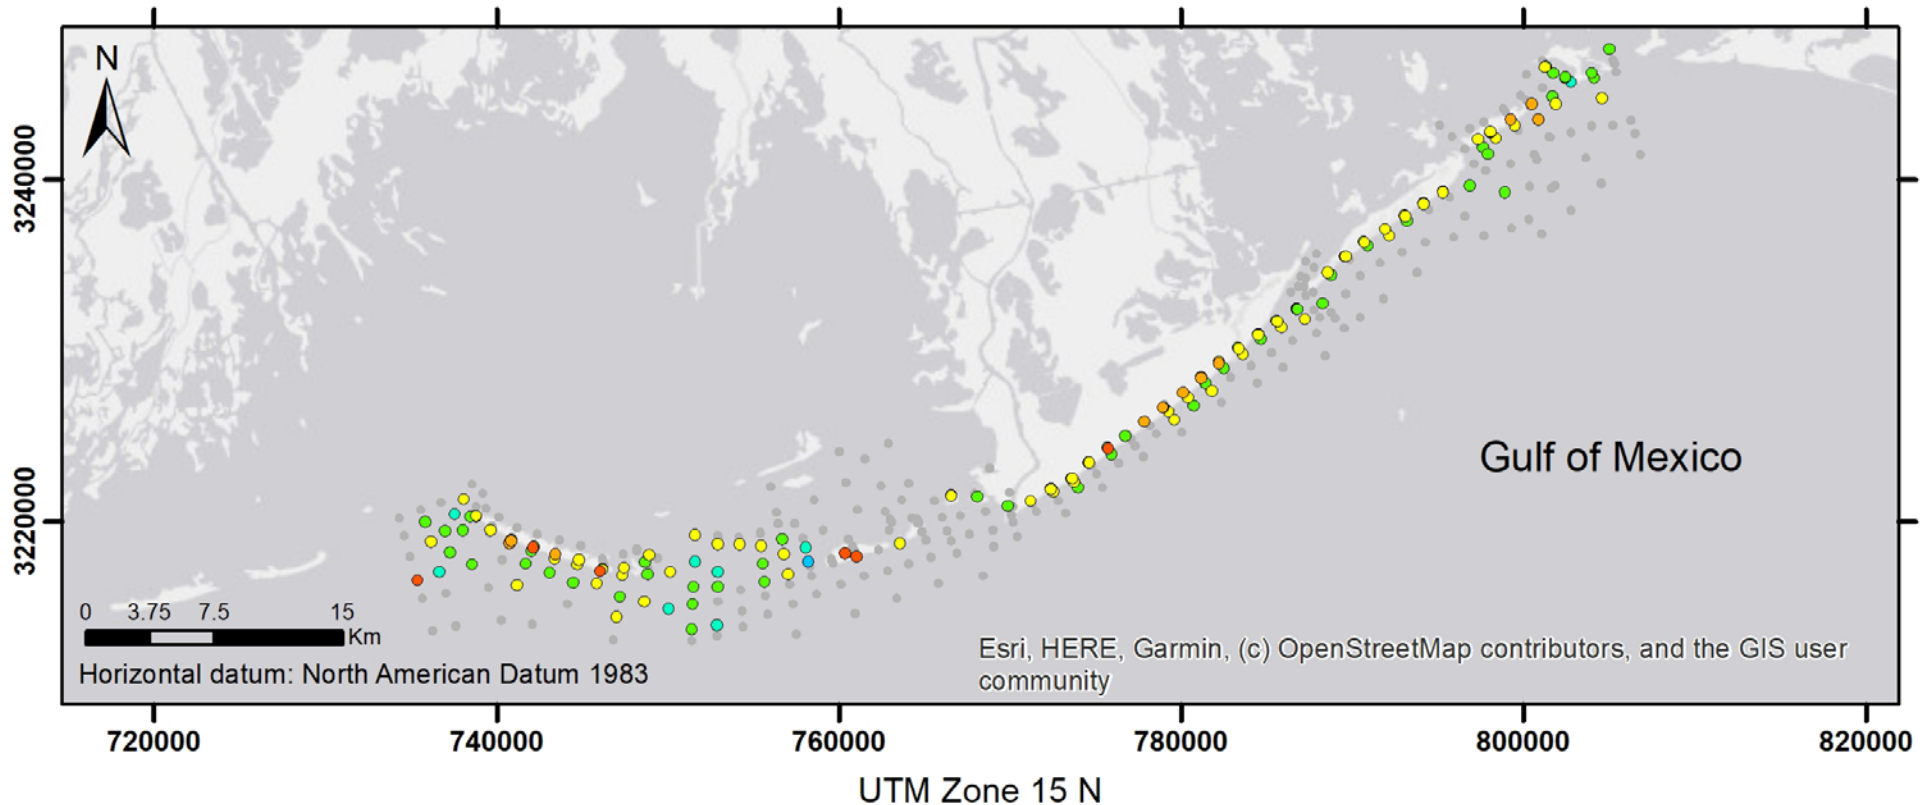 N
3240000
3220000
Gulf of Mexico
0 3.75 7.5 15
Km
Horizontal datum: North American Datum 1983
Esri, HERE, Garmin, (c) OpenStreetMap contributors, and the GIS user
community
720000 740000 760000 780000 800000 820000
UTM Zone 15 N